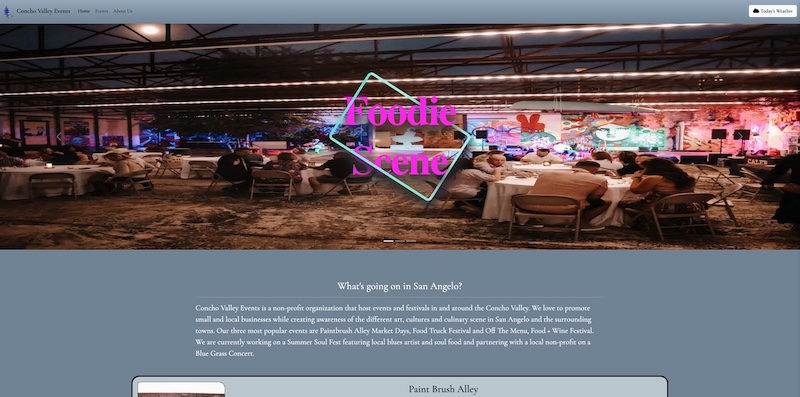 Concho Valley Events Home Events About Us Today's Weather
Foodie
Scene
What's going on in San Angelo?
Concho Valley Events is a non-profit organization that host events and festivals in and around the Concho Valley. We love to promote
small and local businesses while creating awareness of the different art, cultures and culinary scene in San Angelo and the surrounding
towns. Our three most popular events are Paintbrush Alley Market Days, Food Truck Festival and Off The Menu, Food + Wine Festival.
We are currently working on a Summer Soul Fest featuring local blues artist and soul food and partnering with a local non-profit on a
Blue Grass Concert.
Paint Brush Alley